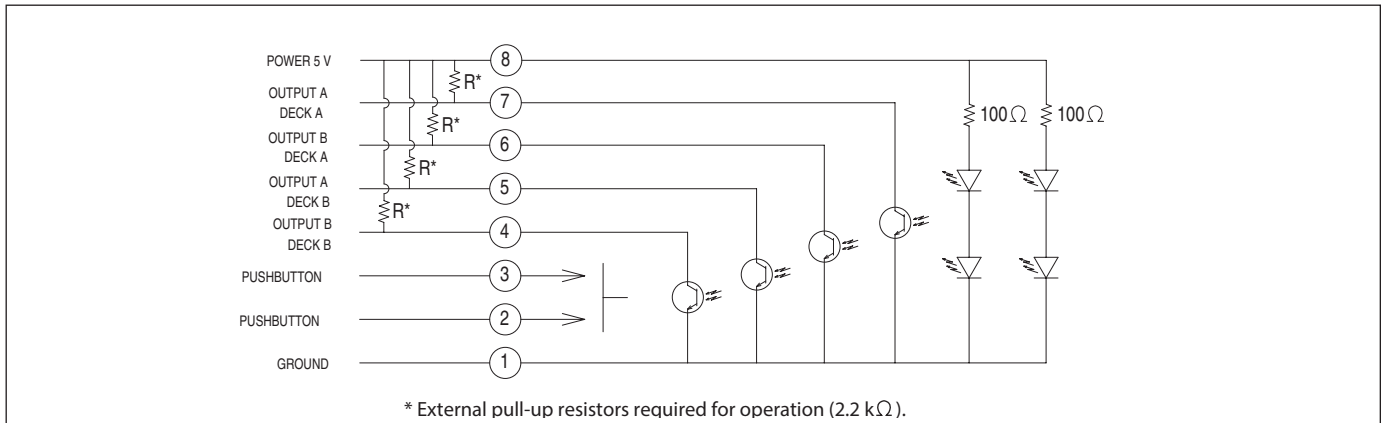 POWER 5 V
8
R*
OUTPUT A
DECK A
7
100Ω 100Ω
R*
OUTPUT B
DECK A
6
R*
OUTPUT A
DECK B
5
R*
OUTPUT B
DECK B
4
PUSHBUTTON
3
PUSHBUTTON
2
GROUND
1
* External pull-up resistors required for operation (2.2 kΩ ).